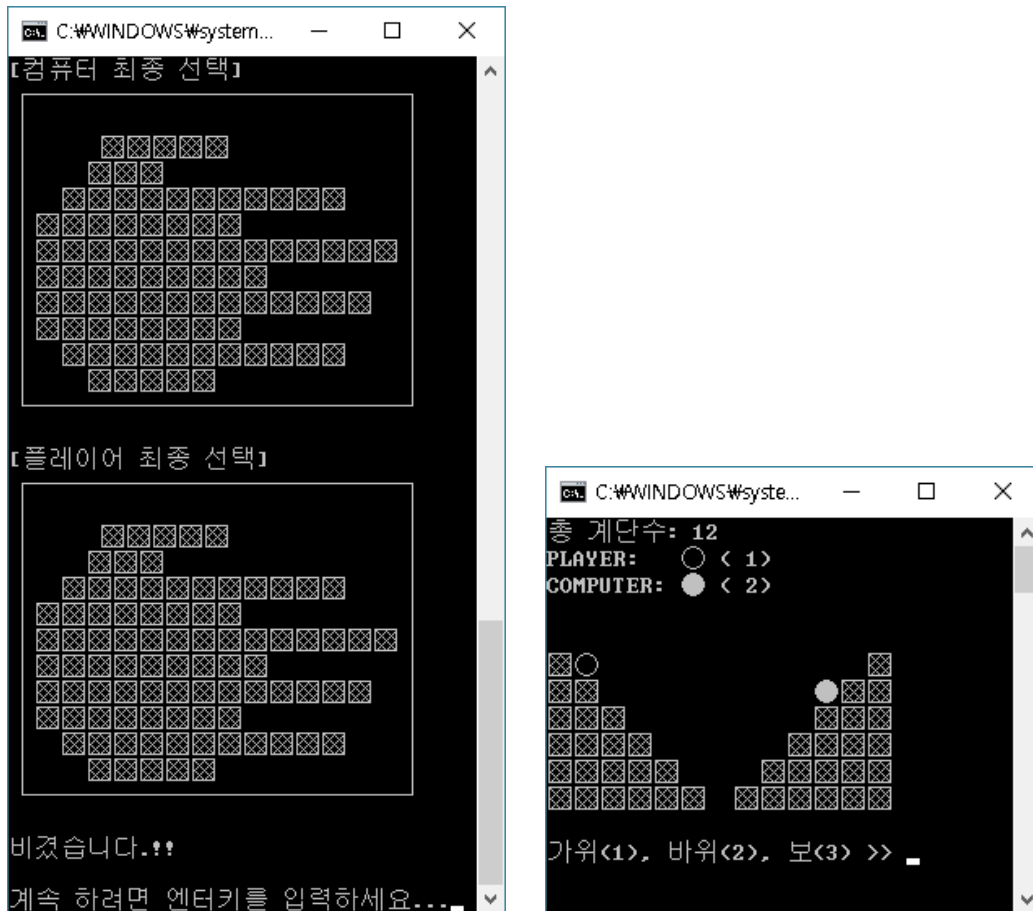 C:\WINDOWS\system...
[컴퓨터 최종 선택]
[플레이어 최종 선택]
비겼습니다.!!
계속 하려면 엔터키를 입력하세요...
C:\WINDOWS\syste...
총 계단수: 12
PLAYER: ○ ( 1)
COMPUTER: ● ( 2)
가위(1), 바위(2), 보(3) >>